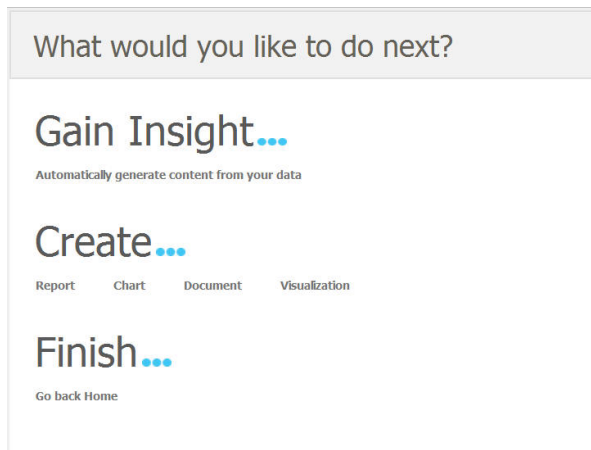 What would you like to do next?
Gain Insight...
Automatically generate content from your data
Create...
Report Chart Document Visualization
Finish...
Go back Home